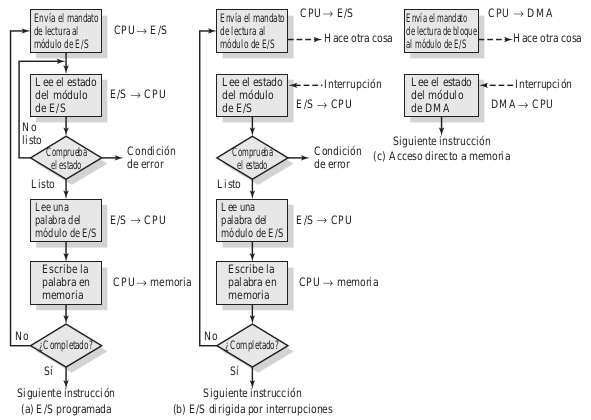 Envía el mandato
de lectura al
módulo de E/S
CPU → E/S
Lee el estado
del módulo
de E/S
E/S → CPU
No
listo
Comprueba
el estado
Condición
de error
Listo
Lee una
palabra del
módulo de E/S
E/S → CPU
Escribe la
palabra en
memoria
CPU → memoria
No
¿Completado?
Sí
Siguiente instrucción
(a) E/S programada
Envía el mandato
de lectura al
módulo de E/S
CPU → E/S
Hace otra cosa
Lee el estado
del módulo
de E/S
Interrupción
E/S → CPU
Comprueba
el estado
Condición
de error
Listo
Lee una
palabra del
módulo de E/S
E/S → CPU
Escribe la
palabra en
memoria
CPU → memoria
No
¿Completado?
Sí
Siguiente instrucción
(b) E/S dirigida por interrupciones
Envía el mandato
de lectura de bloque
al módulo de E/S
CPU → DMA
Hace otra cosa
Lee el estado
del módulo
de DMA
Interrupción
DMA → CPU
Siguiente instrucción
(c) Acceso directo a memoria